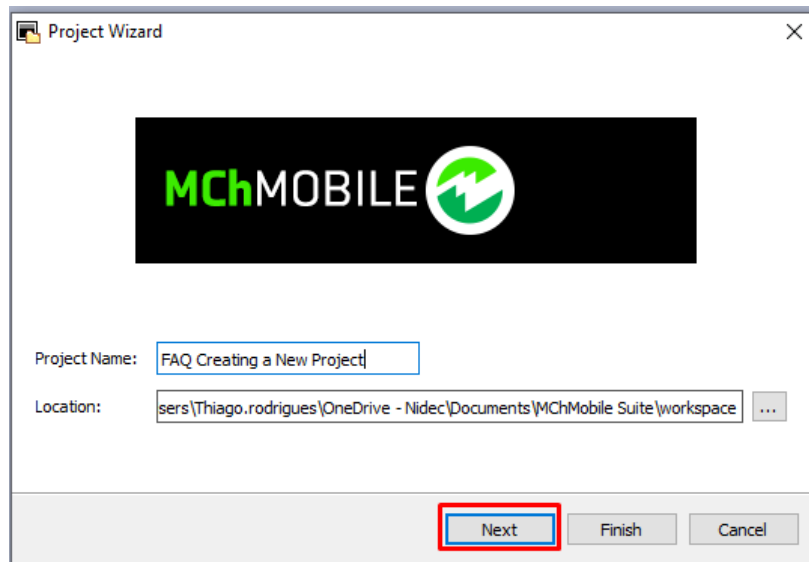 Project Wizard
MChMOBILE
Project Name: FAQ Creating a New Project
Location: sers\Thiago.rodrigues\OneDrive - Nidec\Documents\MChMobile Suite\workspace ...
Next Finish Cancel